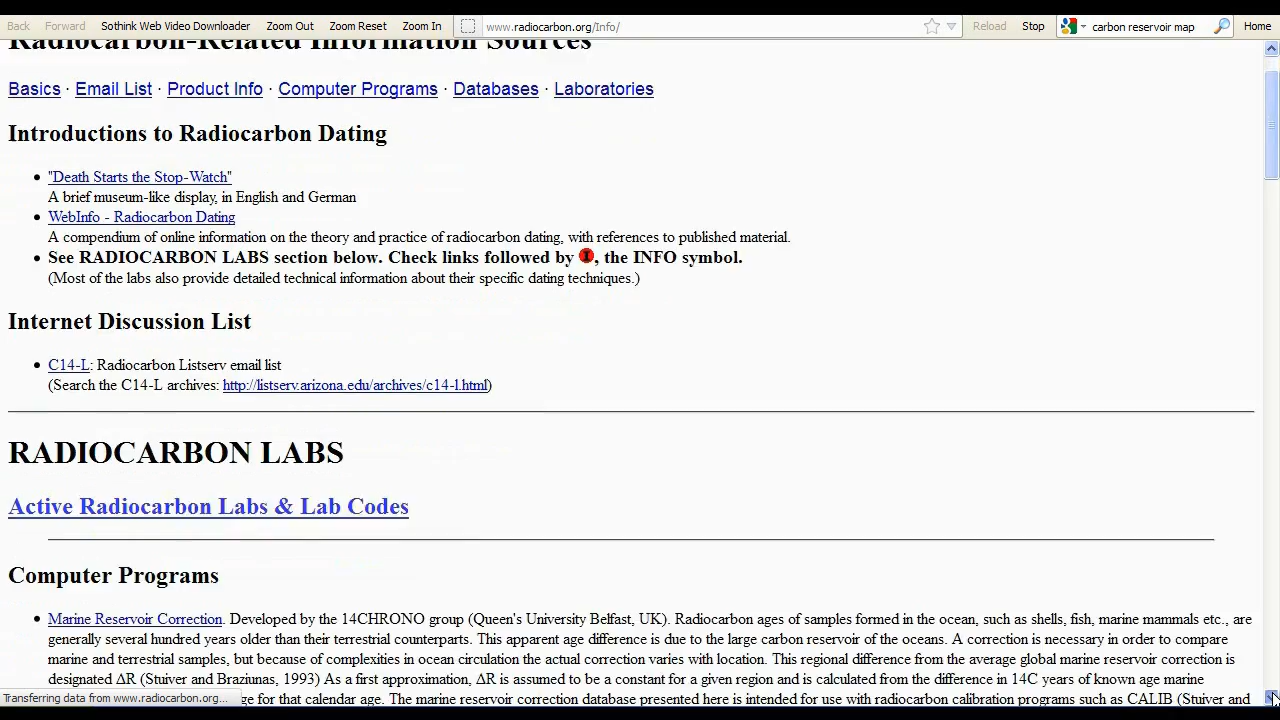 Back Forward Sothink Web Video Downloader Zoom Out Zoom Reset Zoom In www.radiocarbon.org/Info/ Reload Stop carbon reservoir map Home
Radiocarbon-Related Information Sources
Basics · Email List · Product Info · Computer Programs · Databases · Laboratories
Introductions to Radiocarbon Dating
• "Death Starts the Stop-Watch"
A brief museum-like display, in English and German
• WebInfo - Radiocarbon Dating
A compendium of online information on the theory and practice of radiocarbon dating, with references to published material.
• See RADIOCARBON LABS section below. Check links followed by I, the INFO symbol.
(Most of the labs also provide detailed technical information about their specific dating techniques.)
Internet Discussion List
• C14-L: Radiocarbon Listserv email list
(Search the C14-L archives: http://listserv.arizona.edu/archives/c14-l.html)
RADIOCARBON LABS
Active Radiocarbon Labs & Lab Codes
Computer Programs
• Marine Reservoir Correction. Developed by the 14CHRONO group (Queen's University Belfast, UK). Radiocarbon ages of samples formed in the ocean, such as shells, fish, marine mammals etc., are
generally several hundred years older than their terrestrial counterparts. This apparent age difference is due to the large carbon reservoir of the oceans. A correction is necessary in order to compare
marine and terrestrial samples, but because of complexities in ocean circulation the actual correction varies with location. This regional difference from the average global marine reservoir correction is
designated ΔR (Stuiver and Braziunas, 1993) As a first approximation, ΔR is assumed to be a constant for a given region and is calculated from the difference in 14C years of known age marine
Transferring data from www.radiocarbon.org... ge for that calendar age. The marine reservoir correction database presented here is intended for use with radiocarbon calibration programs such as CALIB (Stuiver and